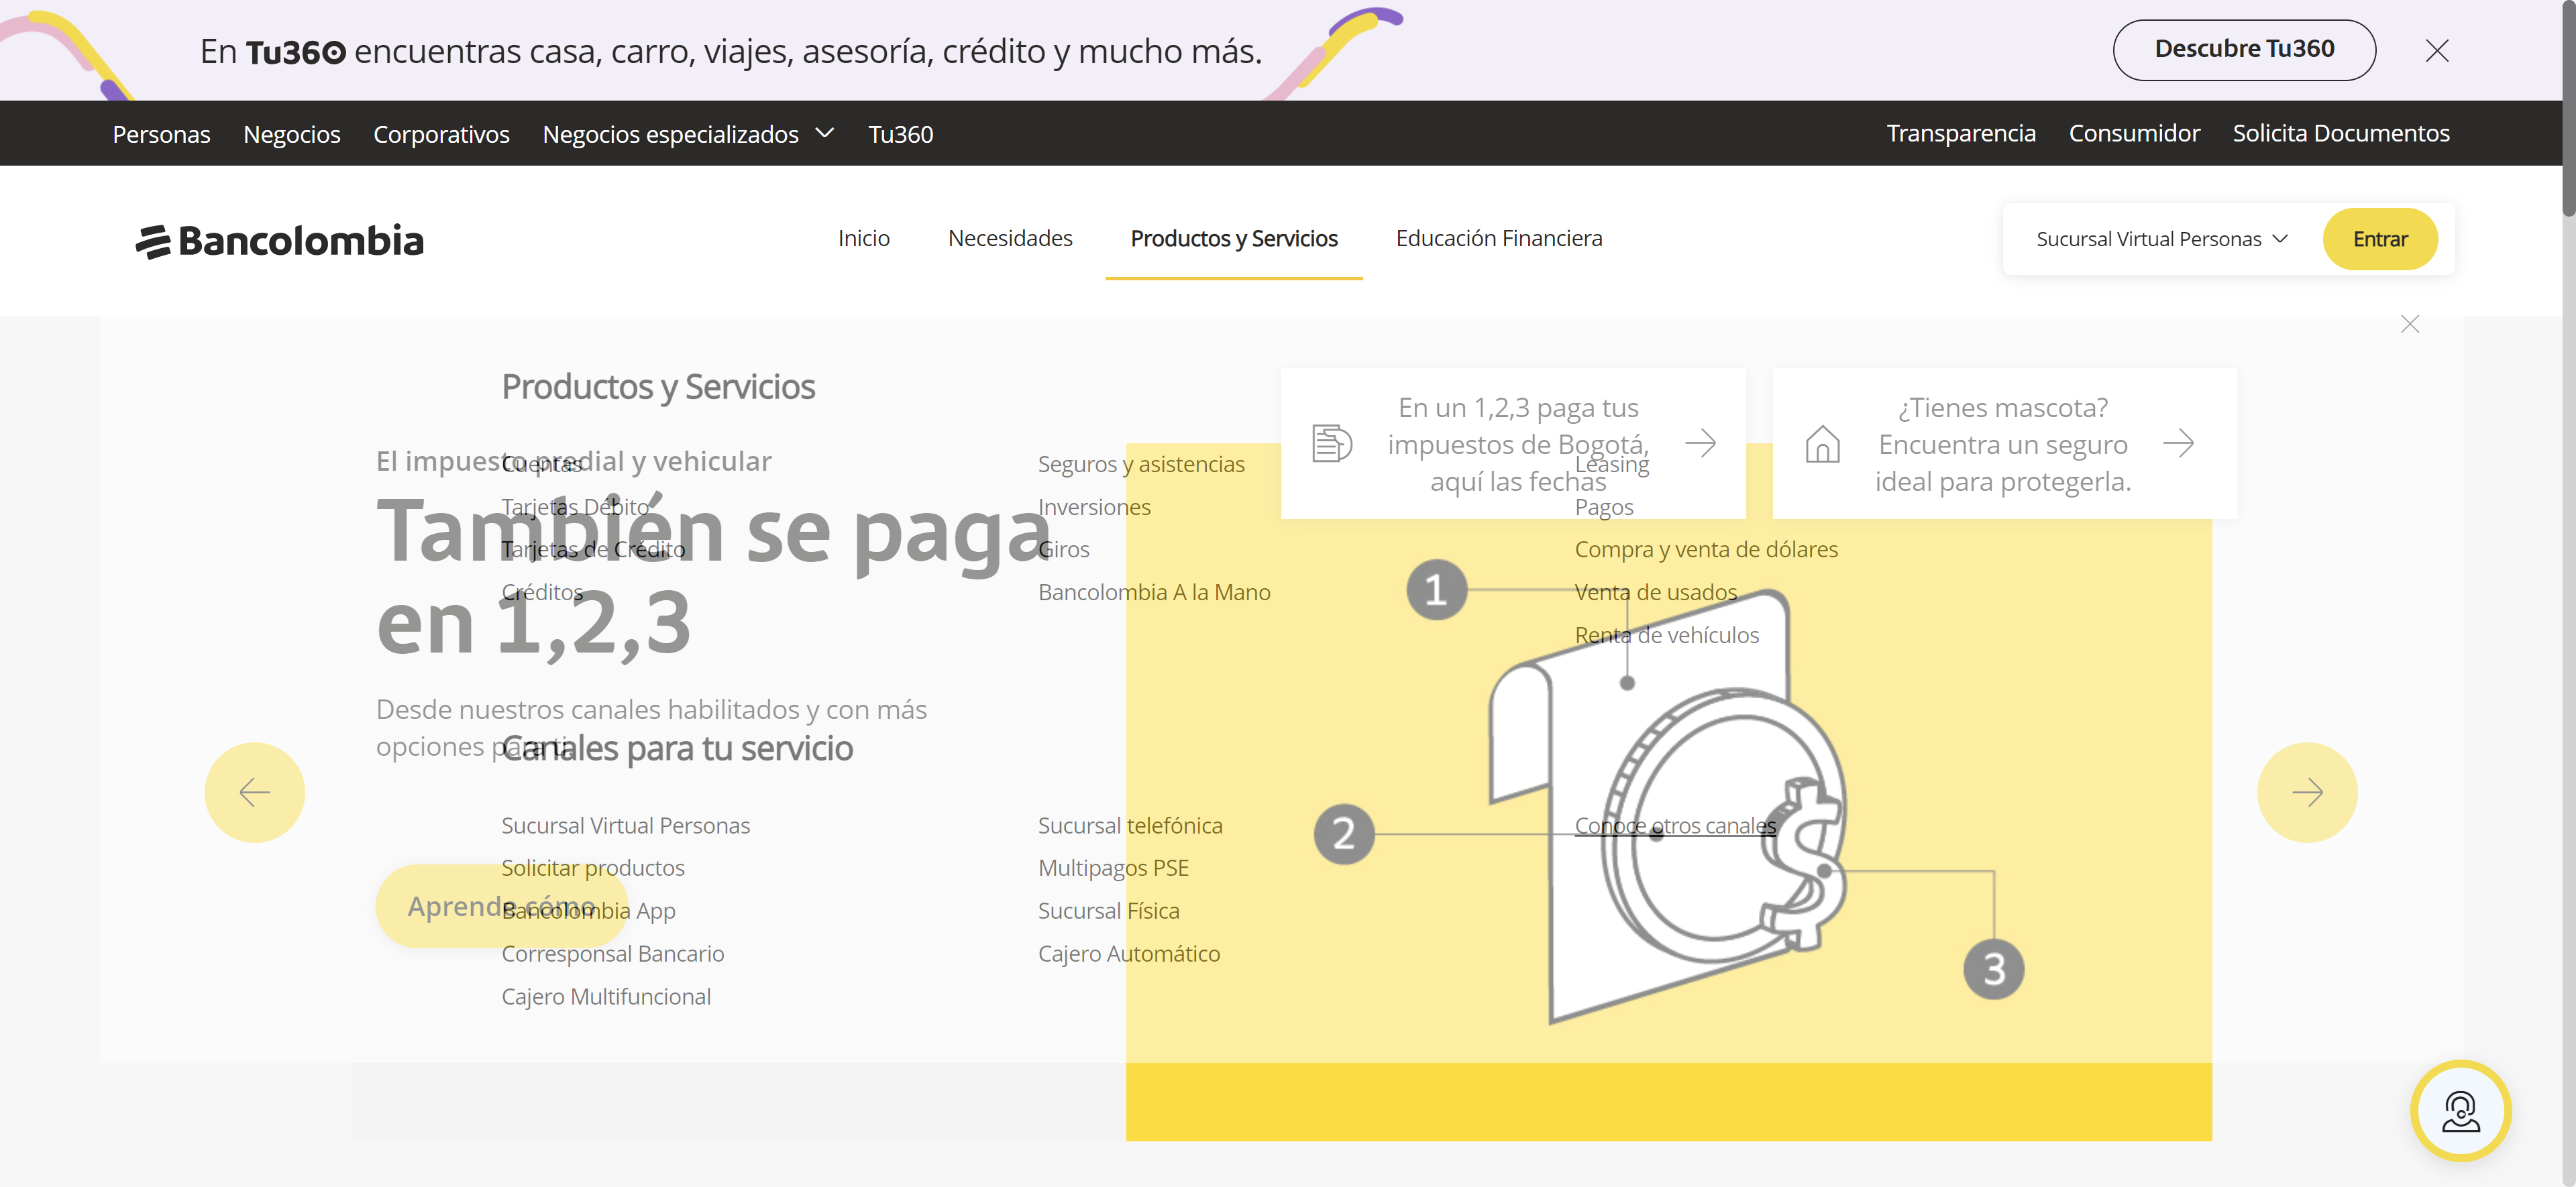 En Tu360 encuentras casa, carro, viajes, asesoría, crédito y mucho más.
Descubre Tu360
Personas
Negocios
Corporativos
Negocios especializados
Tu360
Transparencia
Consumidor
Solicita Documentos
Bancolombia
Inicio
Necesidades
Productos y Servicios
Educación Financiera
Sucursal Virtual Personas
Entrar
Productos y Servicios
Cuentas
Tarjetas Débito
Tarjetas de Crédito
Créditos
Seguros y asistencias
Inversiones
Giros
Bancolombia A la Mano
Leasing
Pagos
Compra y venta de dólares
Venta de usados
Renta de vehículos
En un 1,2,3 paga tus
impuestos de Bogotá,
aquí las fechas
¿Tienes mascota?
Encuentra un seguro
ideal para protegerla.
El impuesto predial y vehicular
También se paga
en 1,2,3
Desde nuestros canales habilitados y con más
opciones para ti.
Aprende cómo
Canales para tu servicio
Sucursal Virtual Personas
Solicitar productos
Bancolombia App
Corresponsal Bancario
Cajero Multifuncional
Sucursal telefónica
Multipagos PSE
Sucursal Física
Cajero Automático
Conoce otros canales
1
2
3